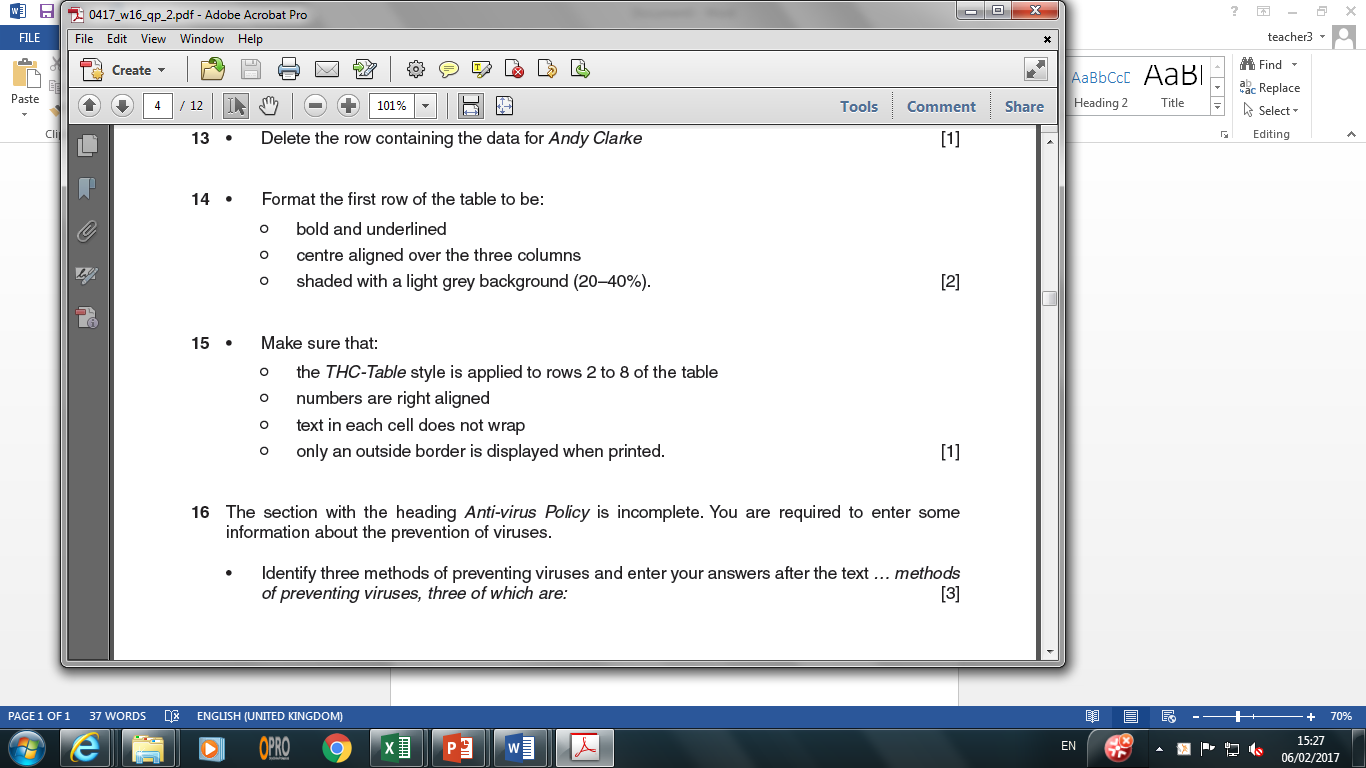 0417_w16_qp_2.pdf - Adobe Acrobat Pro
File Edit View Window Help
Create
4 / 12 101% Tools Comment Share
FILE
Paste
teacher3
AaBbCcD AaB
Heading 2 Title
Find
Replace
Select
Editing
13 • Delete the row containing the data for Andy Clarke [1]
14 • Format the first row of the table to be:
o bold and underlined
o centre aligned over the three columns
o shaded with a light grey background (20–40%). [2]
15 • Make sure that:
o the THC-Table style is applied to rows 2 to 8 of the table
o numbers are right aligned
o text in each cell does not wrap
o only an outside border is displayed when printed. [1]
16 The section with the heading Anti-virus Policy is incomplete. You are required to enter some
information about the prevention of viruses.
• Identify three methods of preventing viruses and enter your answers after the text … methods
of preventing viruses, three of which are: [3]
PAGE 1 OF 1 37 WORDS ENGLISH (UNITED KINGDOM) 70%
OPRO
EN
15:27
06/02/2017